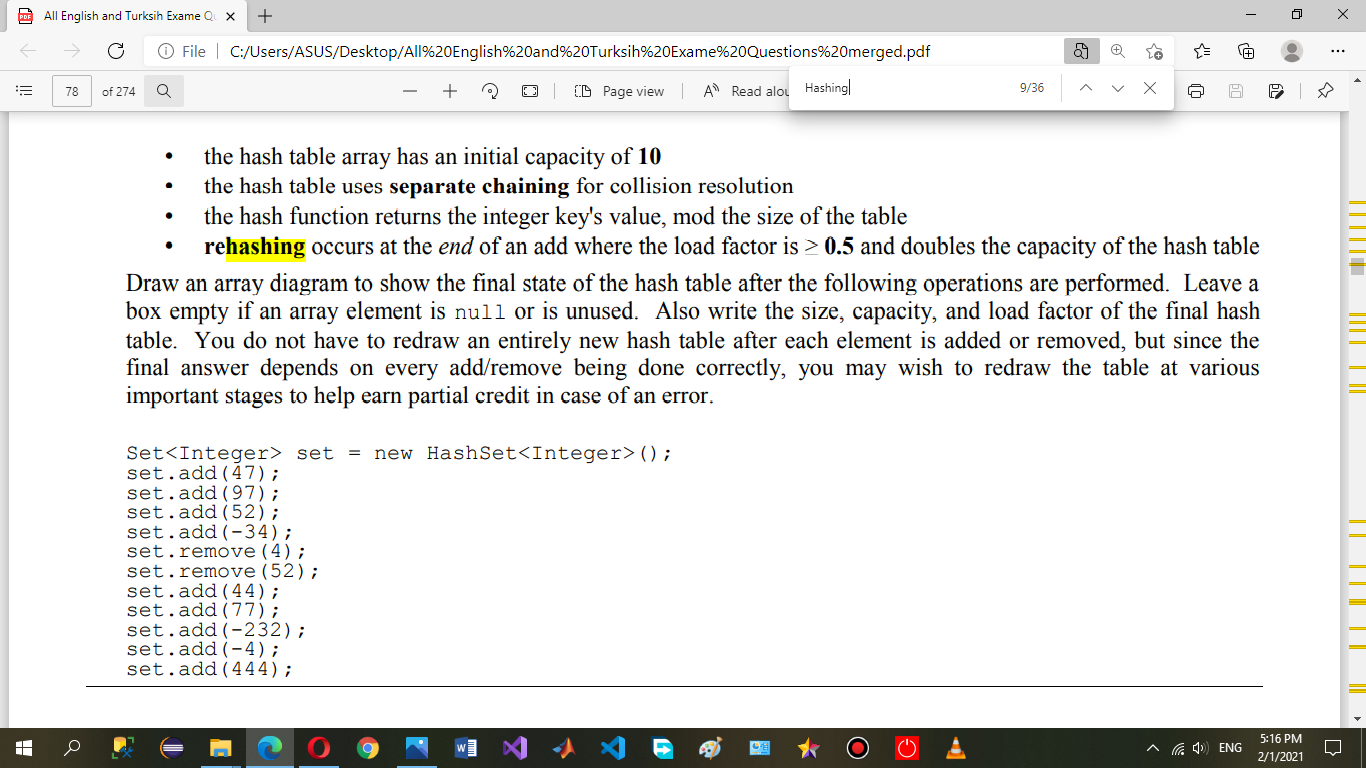 All English and Turksih Exame Qu
File
C:/Users/ASUS/Desktop/All%20English%20and%20Turksih%20Exame%20Questions%20merged.pdf
78 of 274
Page view
Read alou
Hashing
9/36
• the hash table array has an initial capacity of 10
• the hash table uses separate chaining for collision resolution
• the hash function returns the integer key's value, mod the size of the table
• rehashing occurs at the end of an add where the load factor is ≥ 0.5 and doubles the capacity of the hash table
Draw an array diagram to show the final state of the hash table after the following operations are performed. Leave a
box empty if an array element is null or is unused. Also write the size, capacity, and load factor of the final hash
table. You do not have to redraw an entirely new hash table after each element is added or removed, but since the
final answer depends on every add/remove being done correctly, you may wish to redraw the table at various
important stages to help earn partial credit in case of an error.
Set<Integer> set = new HashSet<Integer>();
set.add(47);
set.add(97);
set.add(52);
set.add(-34);
set.remove(4);
set.remove(52);
set.add(44);
set.add(77);
set.add(-232);
set.add(-4);
set.add(444);
ENG
5:16 PM
2/1/2021